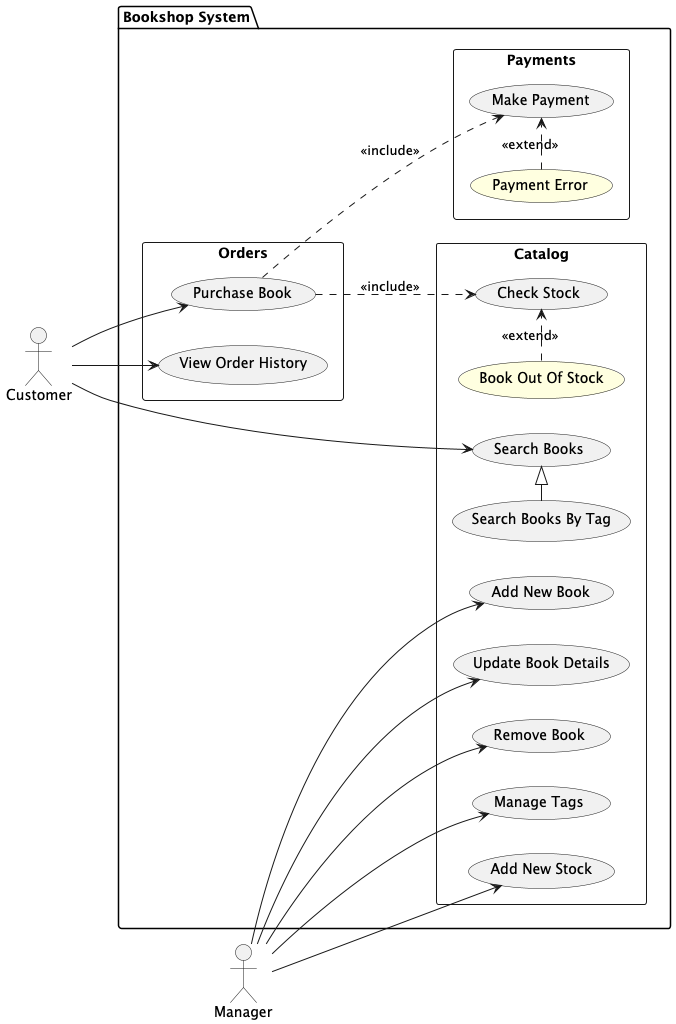 Bookshop System
Payments
Make Payment
«include»
«extend»
Payment Error
Orders
Catalog
Purchase Book
«include»
Check Stock
«extend»
View Order History
Book Out Of Stock
Customer
Search Books
Search Books By Tag
Add New Book
Update Book Details
Remove Book
Manage Tags
Add New Stock
Manager